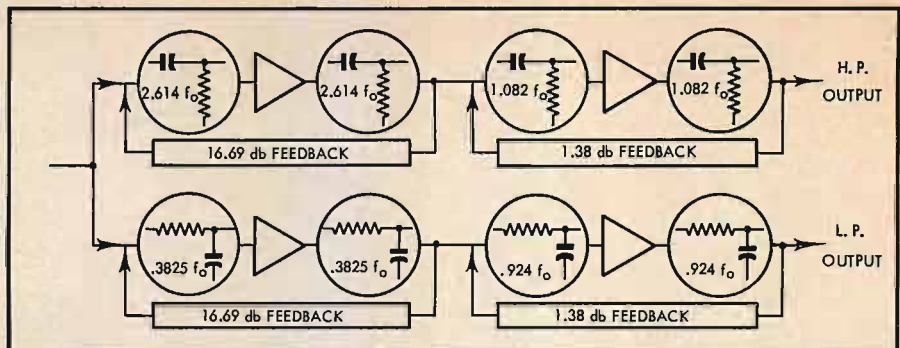 H. P.
OUTPUT
2.614 fo
2.614 fo
1.082 fo
1.082 fo
16.69 db FEEDBACK
1.38 db FEEDBACK
L. P.
OUTPUT
.3825 fo
.3825 fo
.924 fo
.924 fo
16.69 db FEEDBACK
1.38 db FEEDBACK